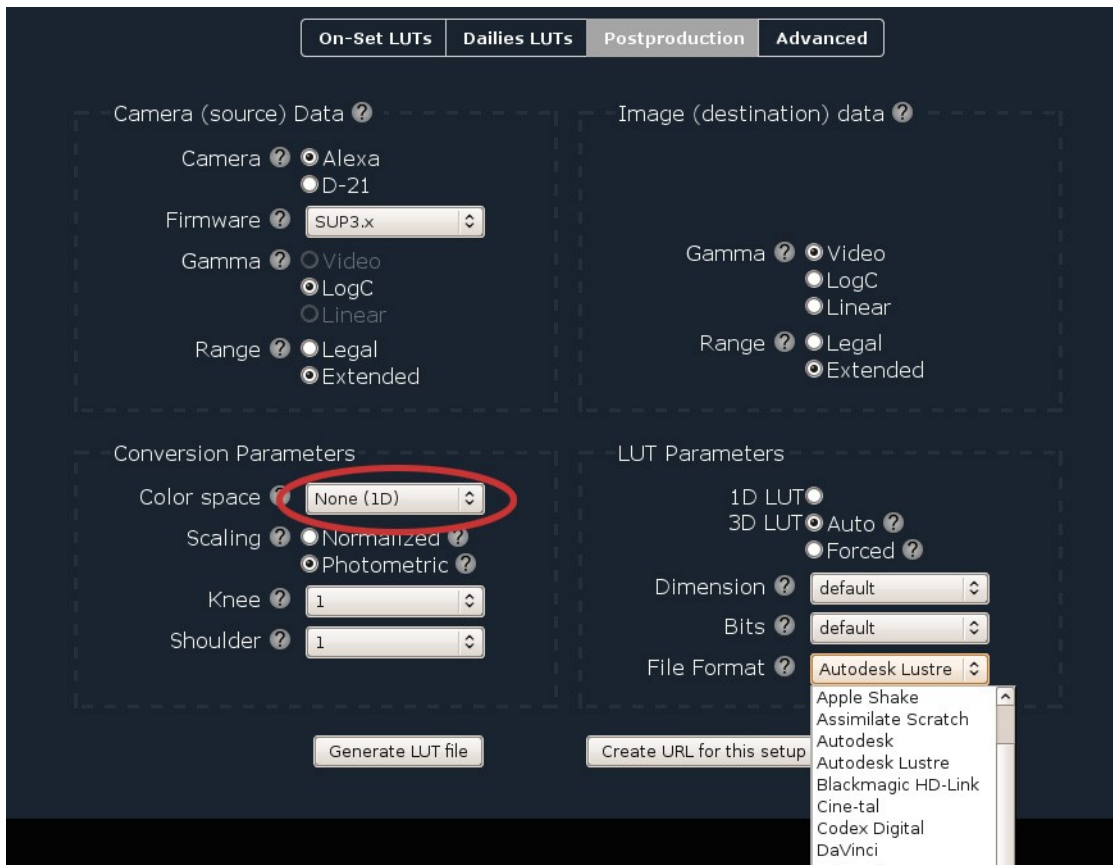 On-Set LUTs Dailies LUTs Postproduction Advanced
Camera (source) Data ?
Camera ? Alexa
D-21
Firmware ? SUP3.x
Gamma ? Video
LogC
Linear
Range ? Legal
Extended
Image (destination) data ?
Gamma ? Video
LogC
Linear
Range ? Legal
Extended
Conversion Parameters
Color space ? None (1D)
Scaling ? Normalized ?
Photometric ?
Knee ? 1
Shoulder ? 1
LUT Parameters
1D LUT
3D LUT Auto ?
Forced ?
Dimension ? default
Bits ? default
File Format ? Autodesk Lustre
Apple Shake
Assimilate Scratch
Autodesk
Autodesk Lustre
Blackmagic HD-Link
Cine-tal
Codex Digital
DaVinci
Generate LUT file
Create URL for this setup